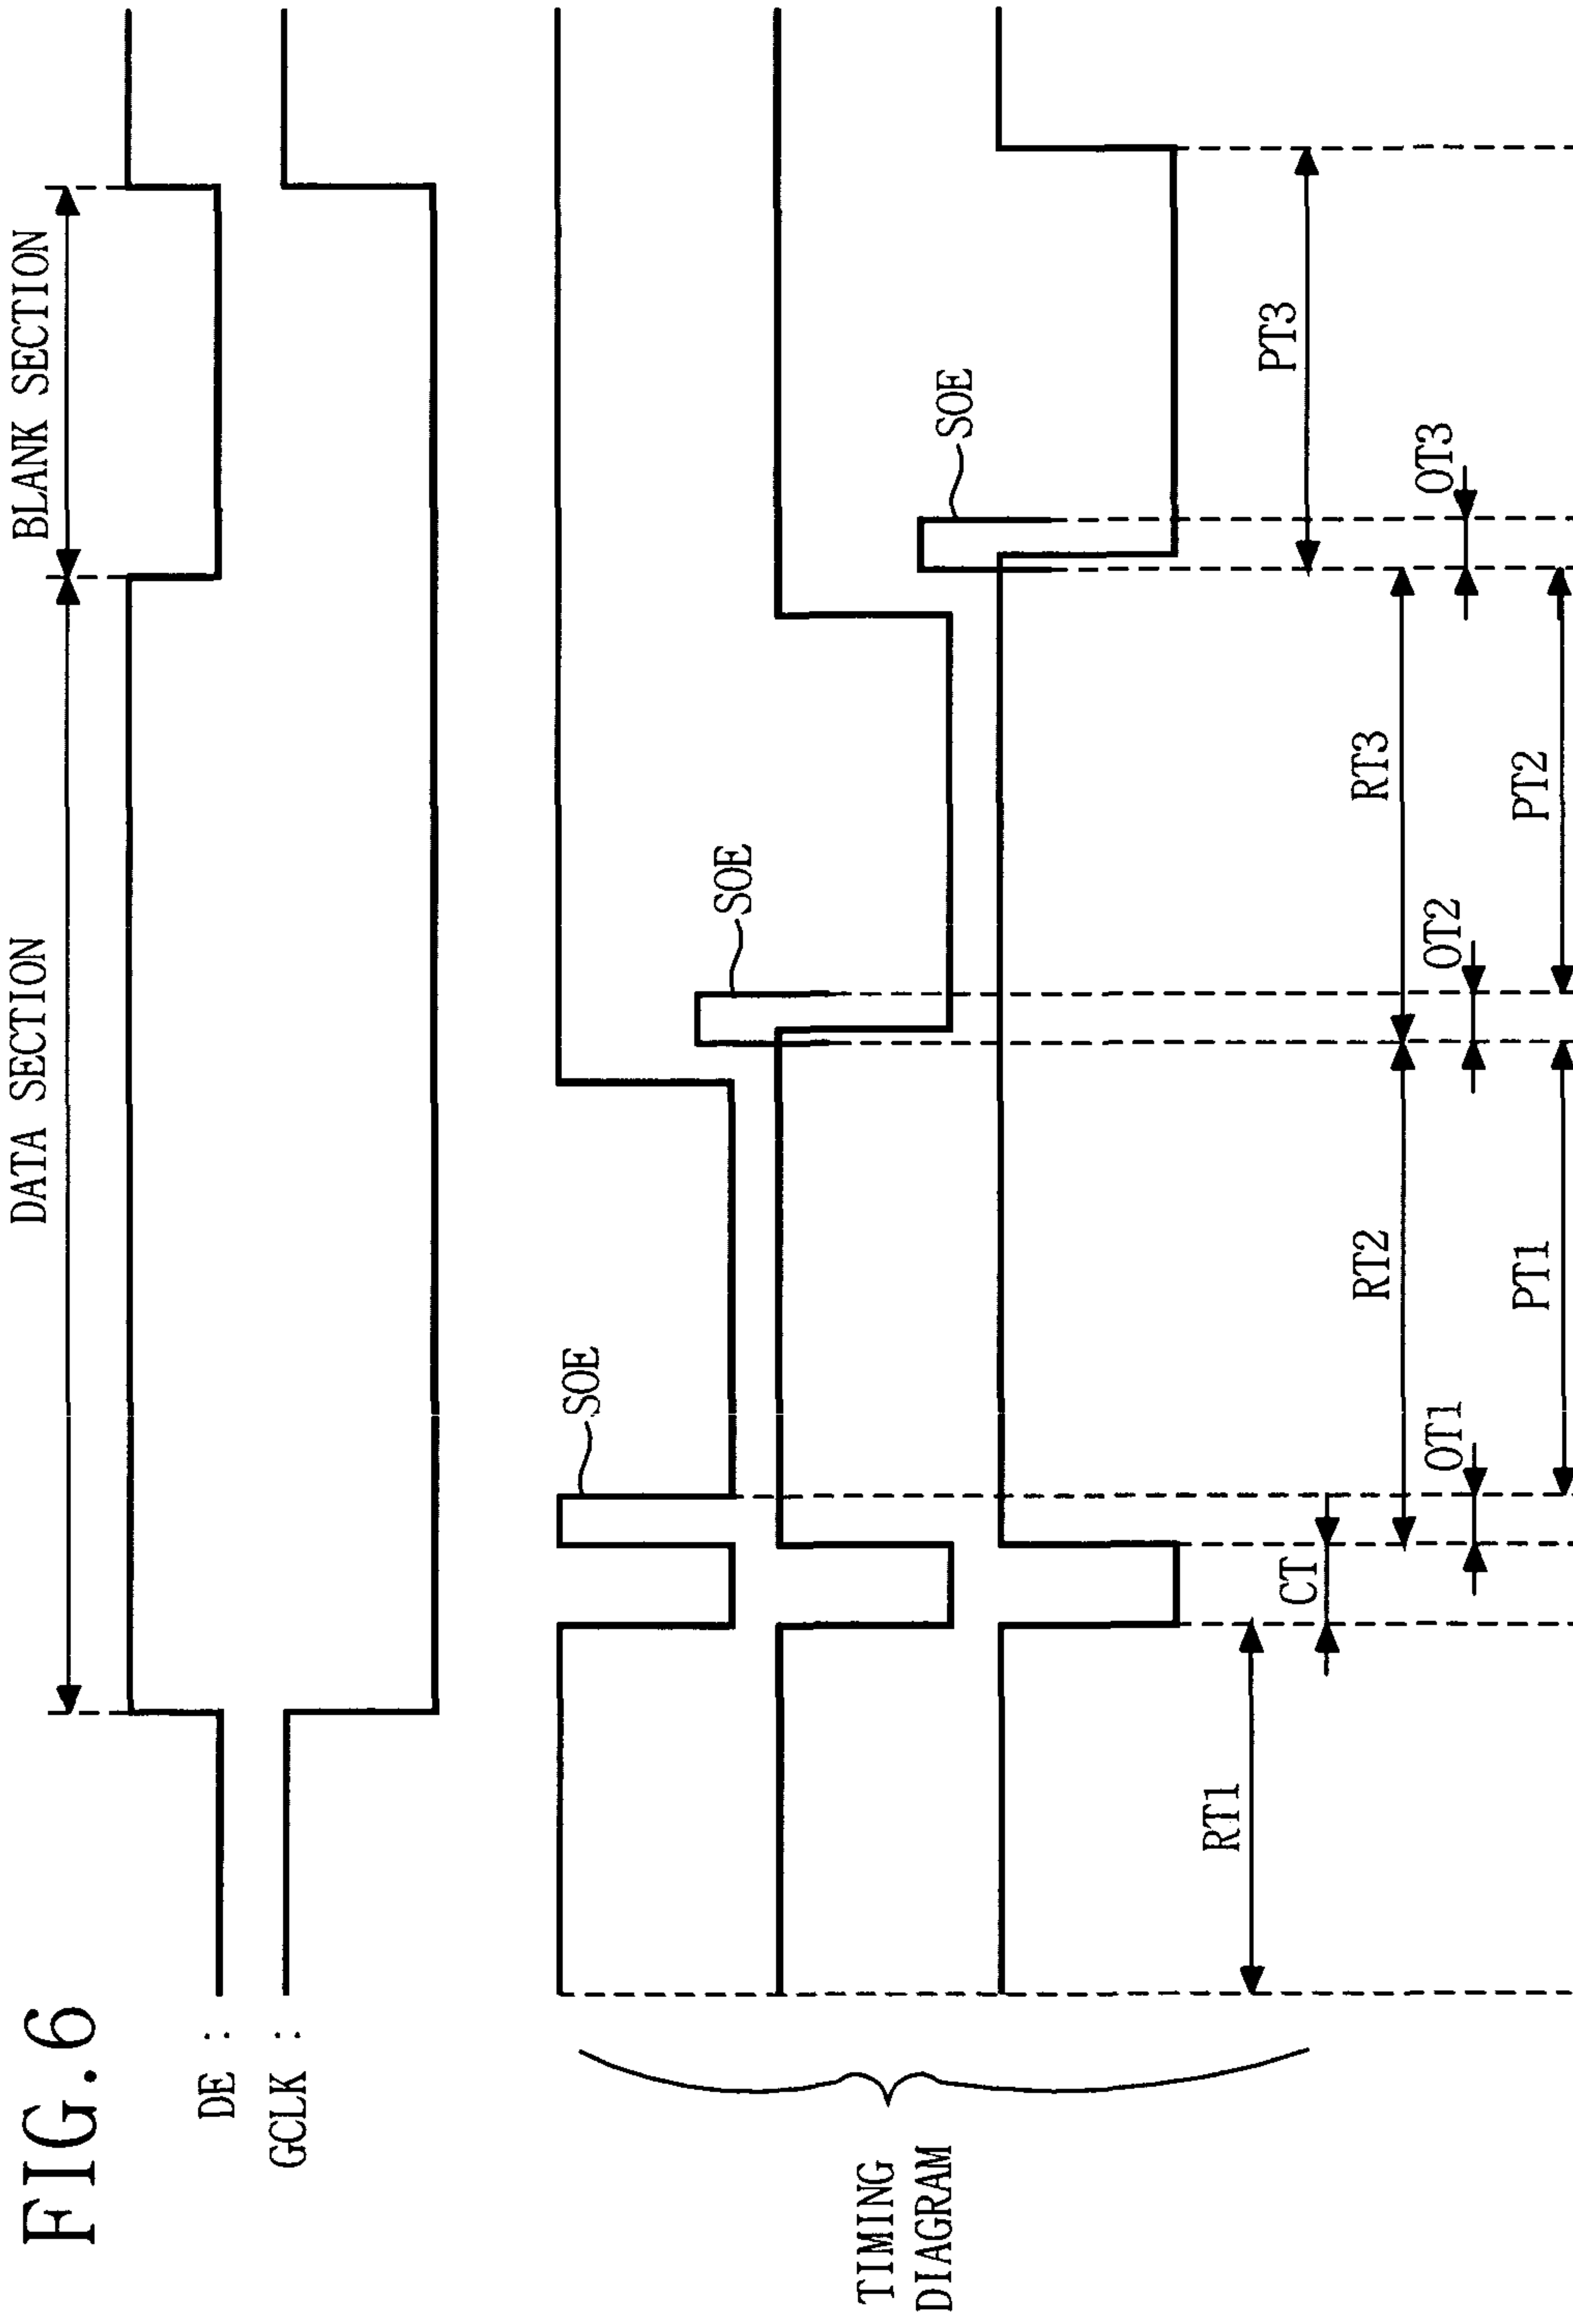 FIG.6
DATA SECTION
BLANK SECTION
DE :
GCLK :
SOE
SOE
SOE
TIMING
DIAGRAM
RT1
CT
PT3
RT2
RT3
OT1
OT2
OT3
PT1
PT2